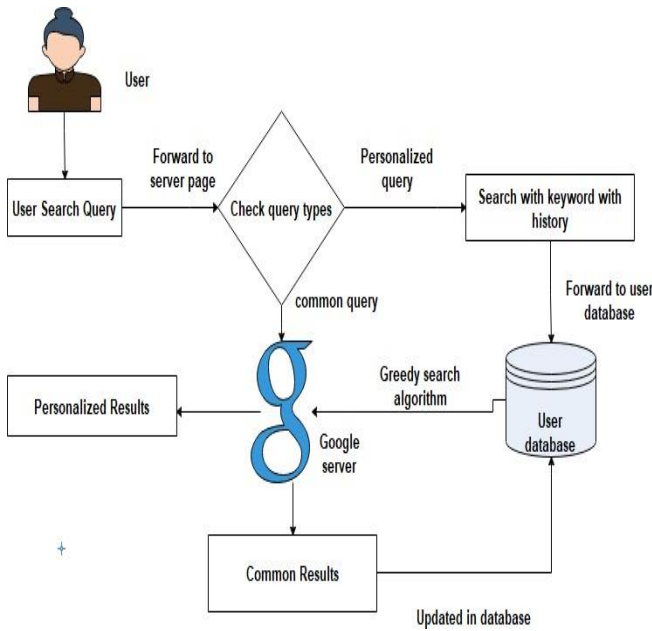 User
Forward to
server page
Personalized
query
User Search Query
Check query types
Search with keyword with
history
common query
Forward to user
database
Greedy search
algorithm
Personalized Results
Google
server
User
database
Common Results
Updated in database